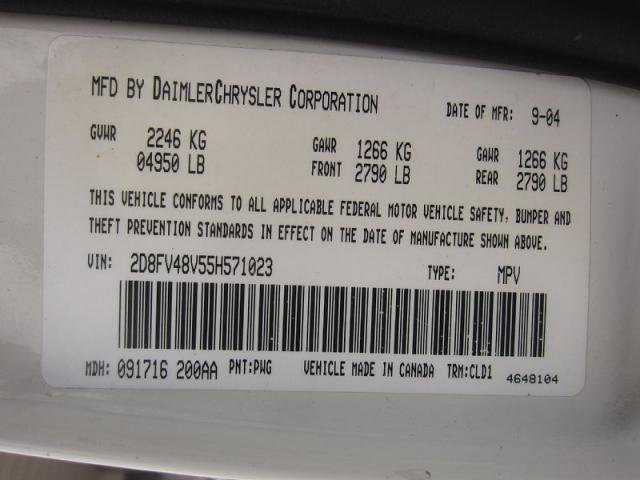 MFD BY DAIMLERCHRYSLER CORPORATION DATE OF MFR: 9-04
GVWR 2246 KG GAWR 1266 KG GAWR 1266 KG
04950 LB FRONT 2790 LB REAR 2790 LB
THIS VEHICLE CONFORMS TO ALL APPLICABLE FEDERAL MOTOR VEHICLE SAFETY, BUMPER AND
THEFT PREVENTION STANDARDS IN EFFECT ON THE DATE OF MANUFACTURE SHOWN ABOVE.
VIN: 2D8FV48V55H571023 TYPE: MPV
MDH: 091716 200AA PNT:PWG VEHICLE MADE IN CANADA TRM:CLD1 4648104